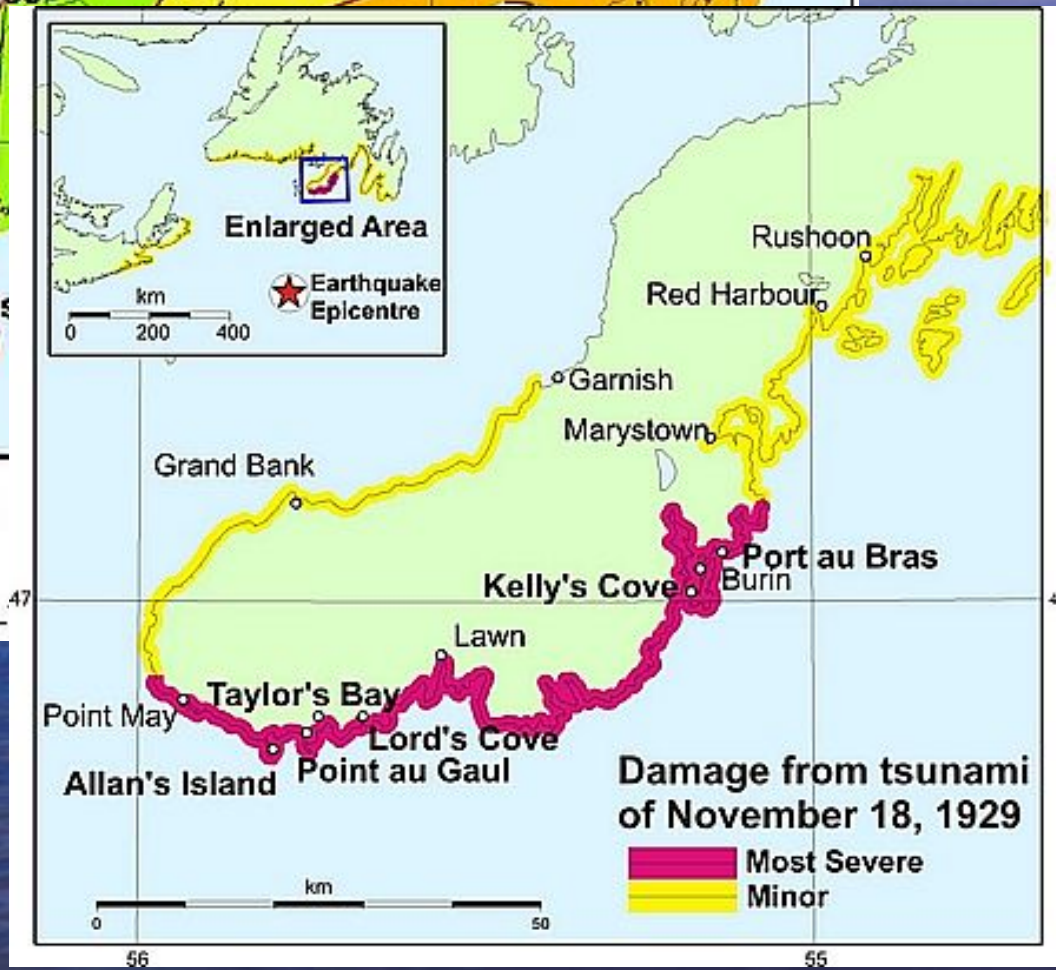 Enlarged Area
Earthquake
Epicentre
km
0 200 400
Rushoon
Red Harbour
Garnish
Marystown
Grand Bank
Port au Bras
Burin
Kelly's Cove
47
Lawn
Taylor's Bay
Point May
Lord's Cove
Point au Gaul
Allan's Island
Damage from tsunami
of November 18, 1929
Most Severe
Minor
km
0 50
56 55